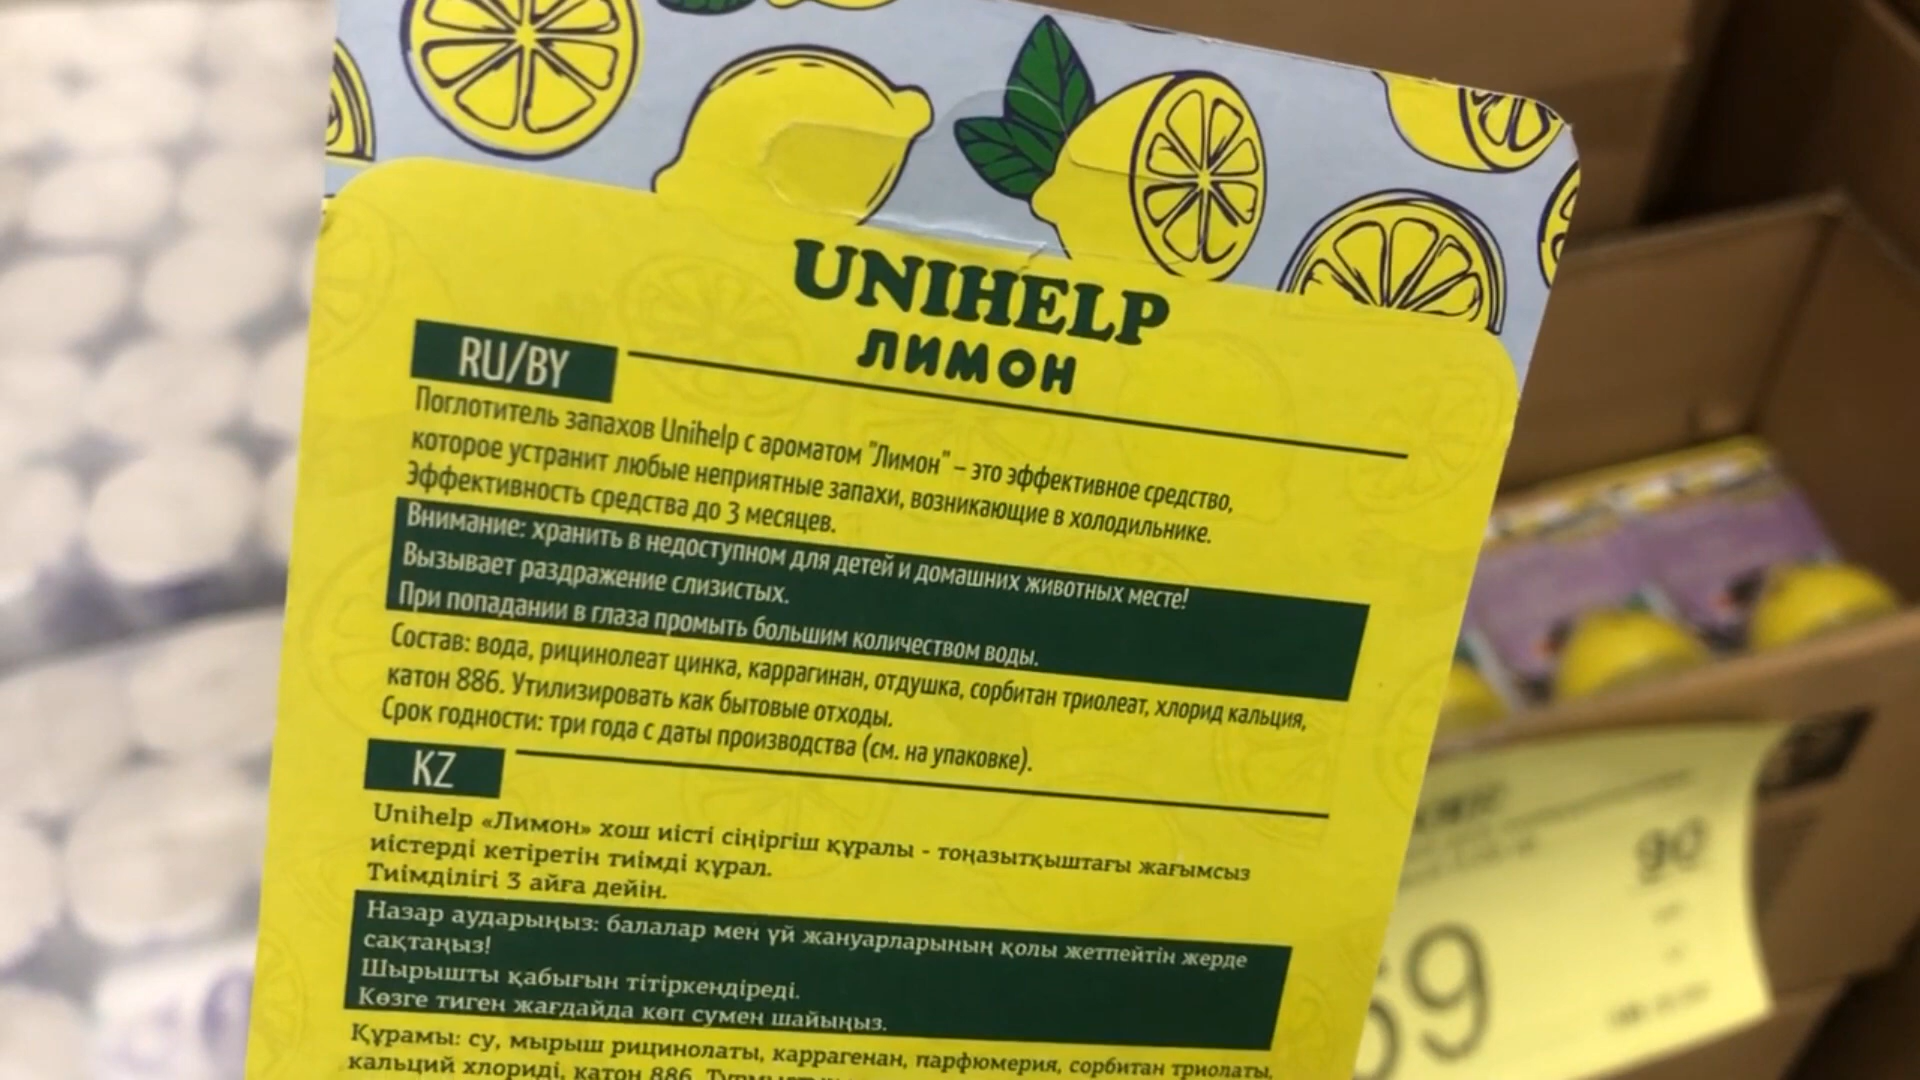 UNIHELP
лимон
RU/BY
Поглотитель запахов Unihelp с ароматом "Лимон" – это эффективное средство,
которое устранит любые неприятные запахи, возникающие в холодильнике.
Эффективность средства до 3 месяцев.
Внимание: хранить в недоступном для детей и домашних животных месте!
Вызывает раздражение слизистых.
При попадании в глаза промыть большим количеством воды.
Состав: вода, рицинолеат цинка, каррагинан, отдушка, сорбитан триолеат, хлорид кальция,
катон 886. Утилизировать как бытовые отходы.
Срок годности: три года с даты производства (см. на упаковке).
KZ
Unihelp «Лимон» хош иісті сіңіргіш құралы - тоңазытқыштағы жағымсыз
иістерді кетіретін тиімді құрал.
Тиімділігі 3 айға дейін.
Назар аударыңыз: балалар мен үй жануарларының қолы жетпейтін жерде
сақтаңыз!
Шырышты қабығын тітіркендіреді.
Көзге тиген жағдайда көп сумен шайыңыз.
Құрамы: су, мырыш рицинолаты, каррагенан, парфюмерия, сорбитан триолаты,
кальций хлориді, катон 886.
90
69